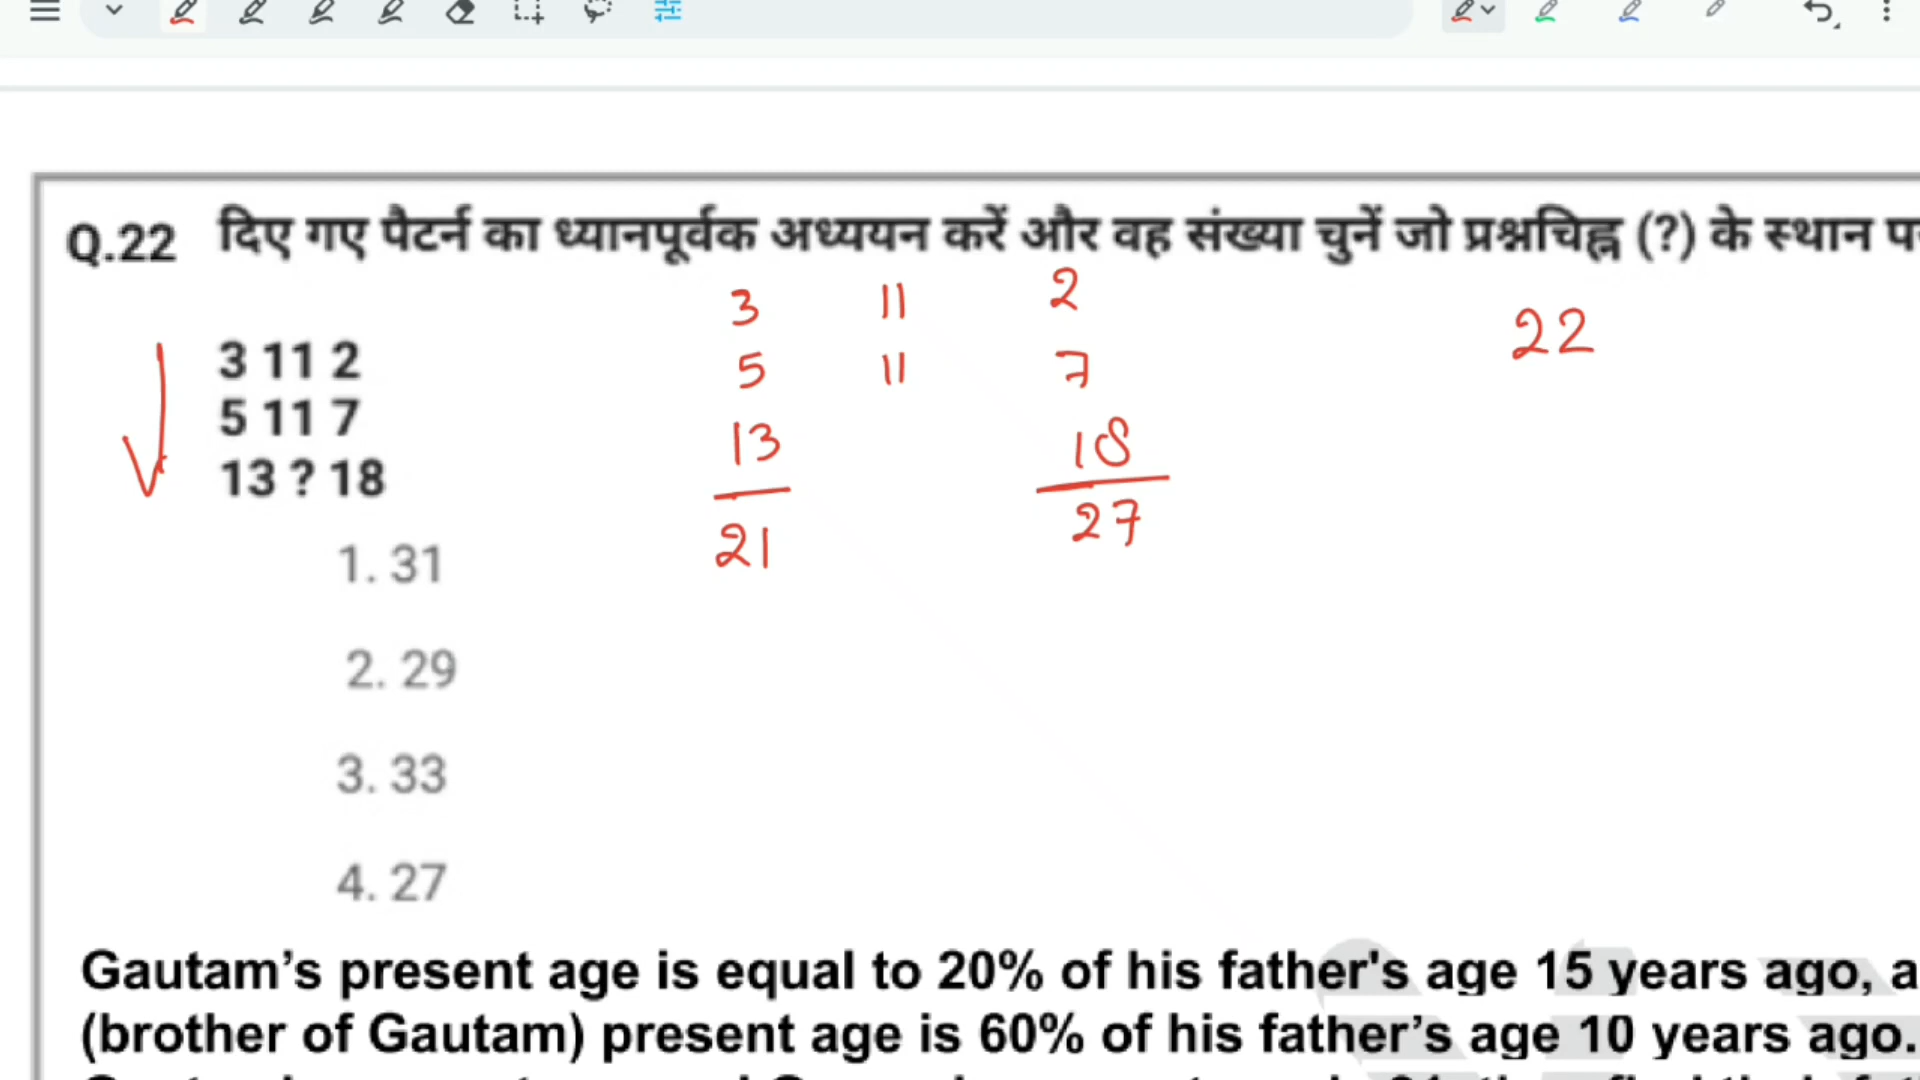 Q.22 दिए गए पैटर्न का ध्यानपूर्वक अध्ययन करें और वह संख्या चुनें जो प्रश्नचिह्न (?) के स्थान
3 11 2
5 11 7
13 ? 18
3 11 2
5 11 7
13 18
21 27
22
1. 31
2. 29
3. 33
4. 27
Gautam's present age is equal to 20% of his father's age 15 years ago, a
(brother of Gautam) present age is 60% of his father's age 10 years ago.